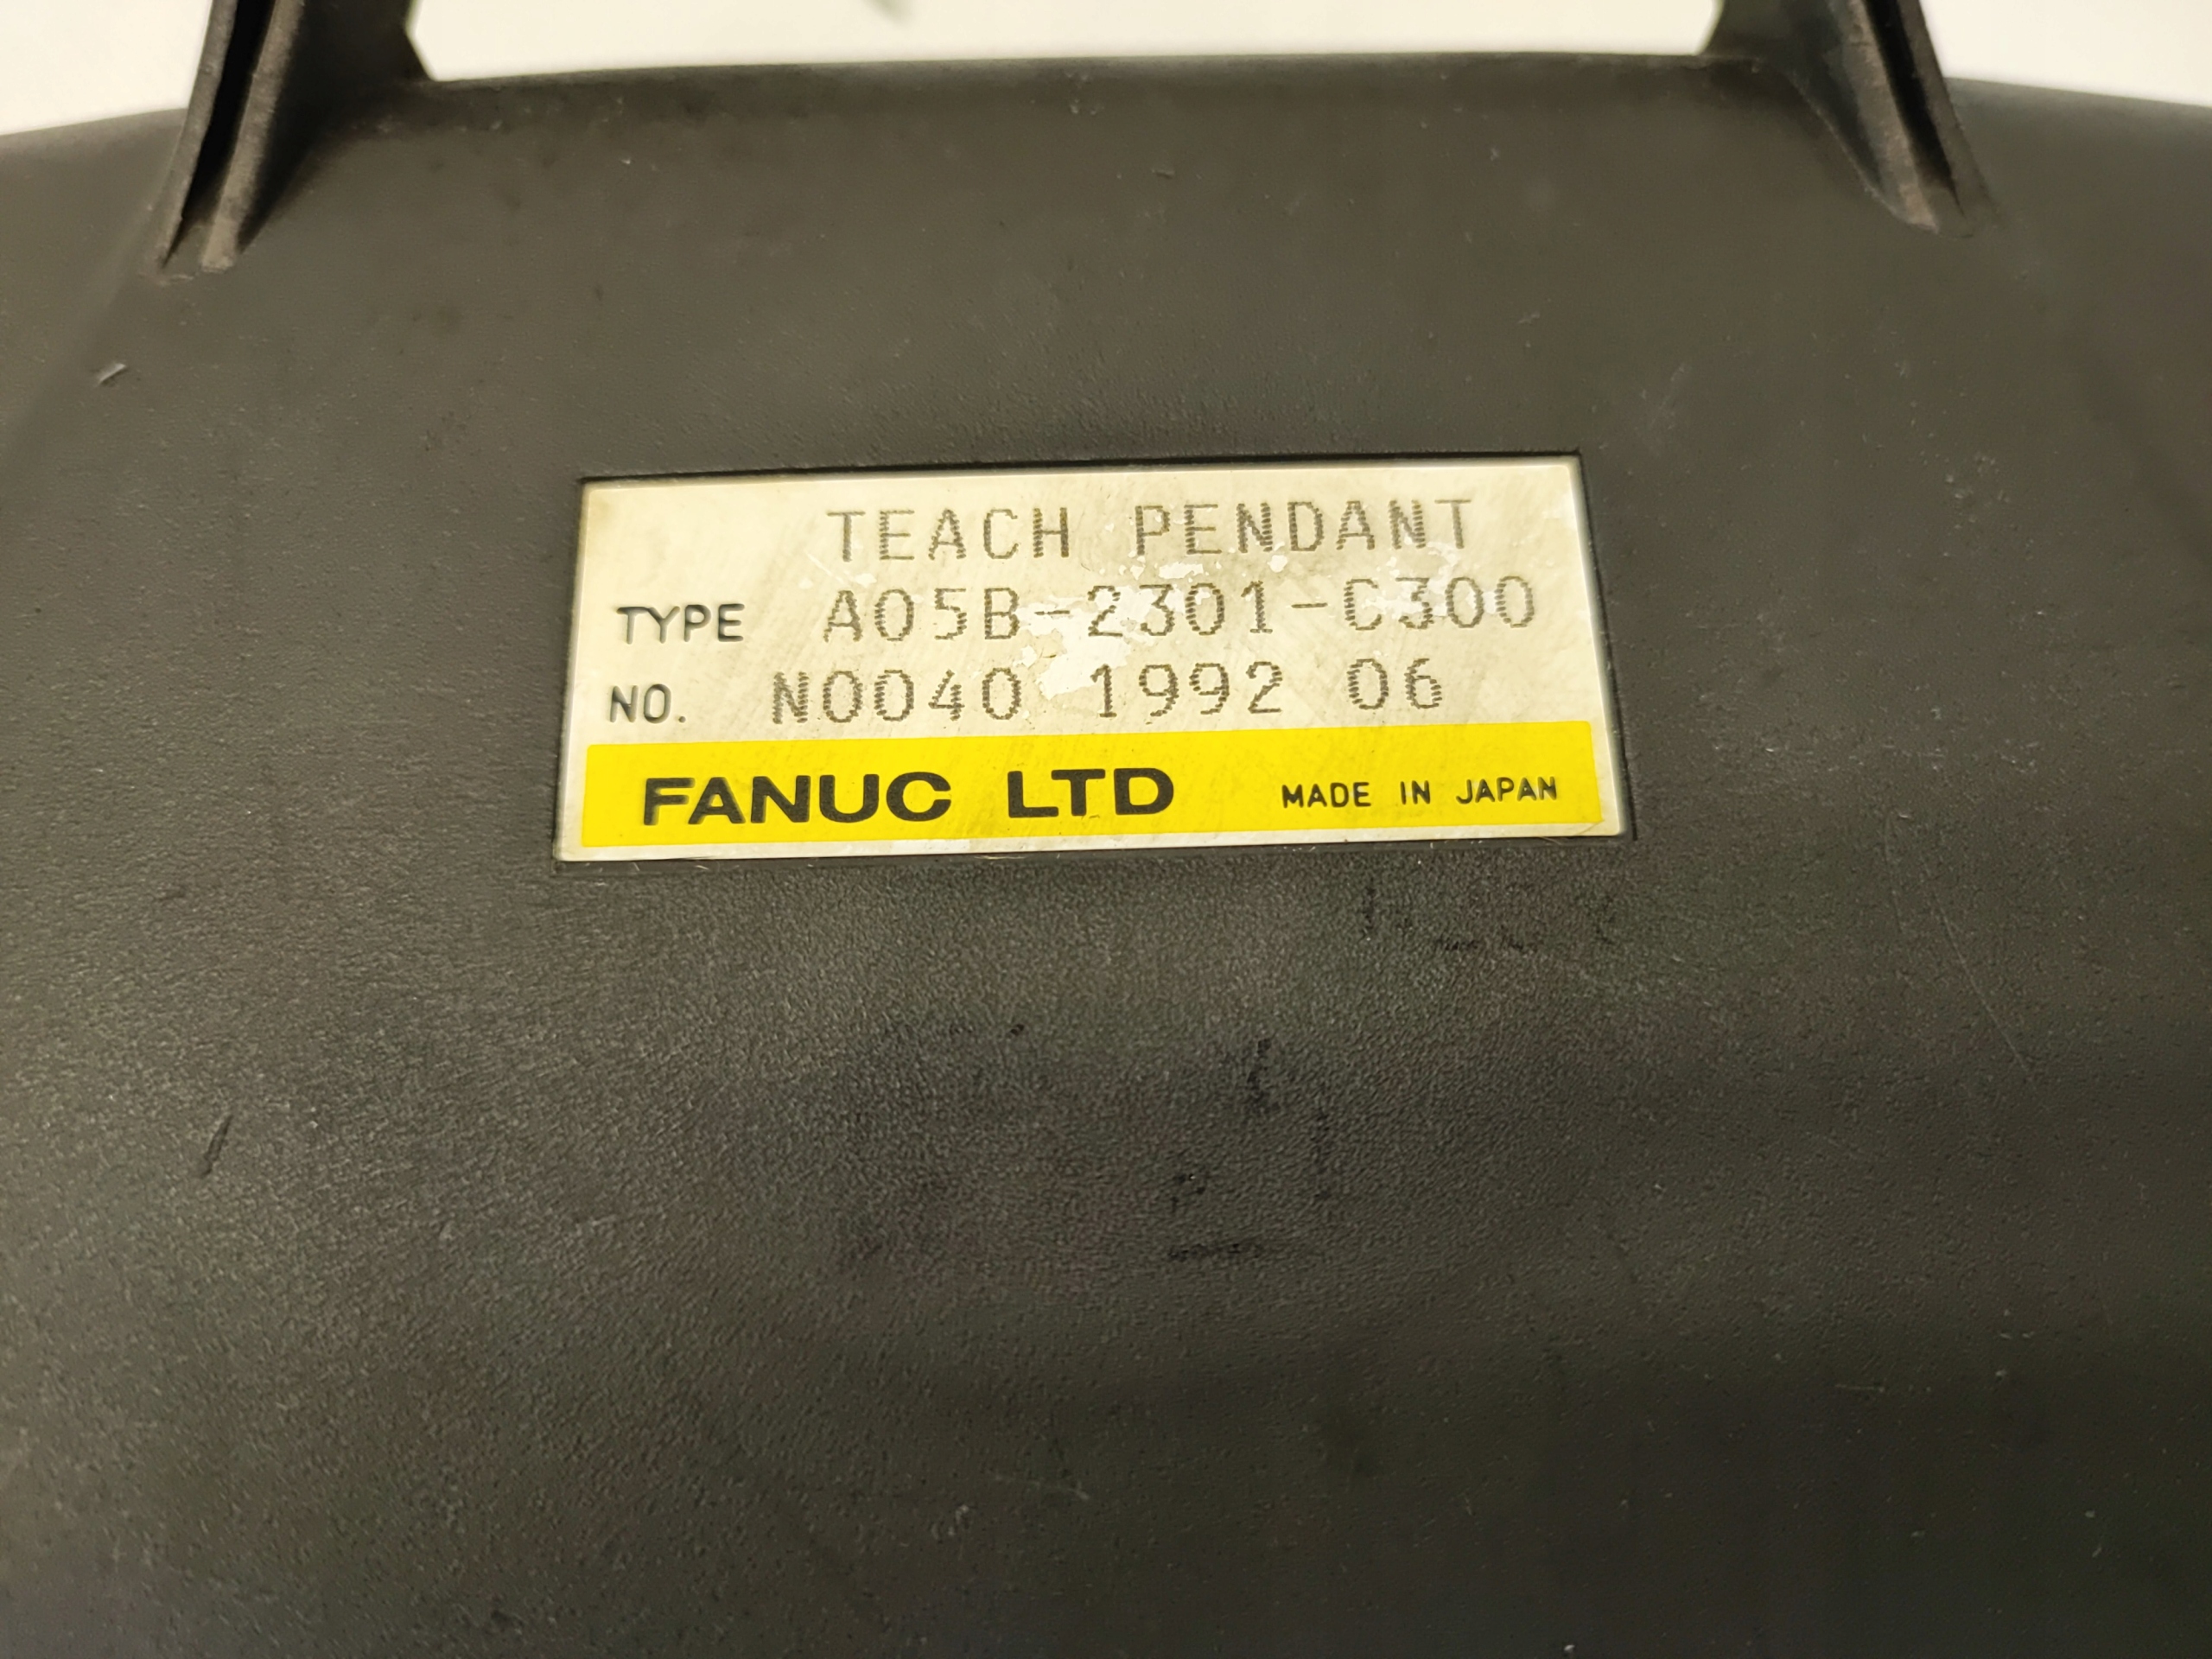 TEACH PENDANT
TYPE A05B-2301-C300
NO. N0040 1992 06
FANUC LTD MADE IN JAPAN